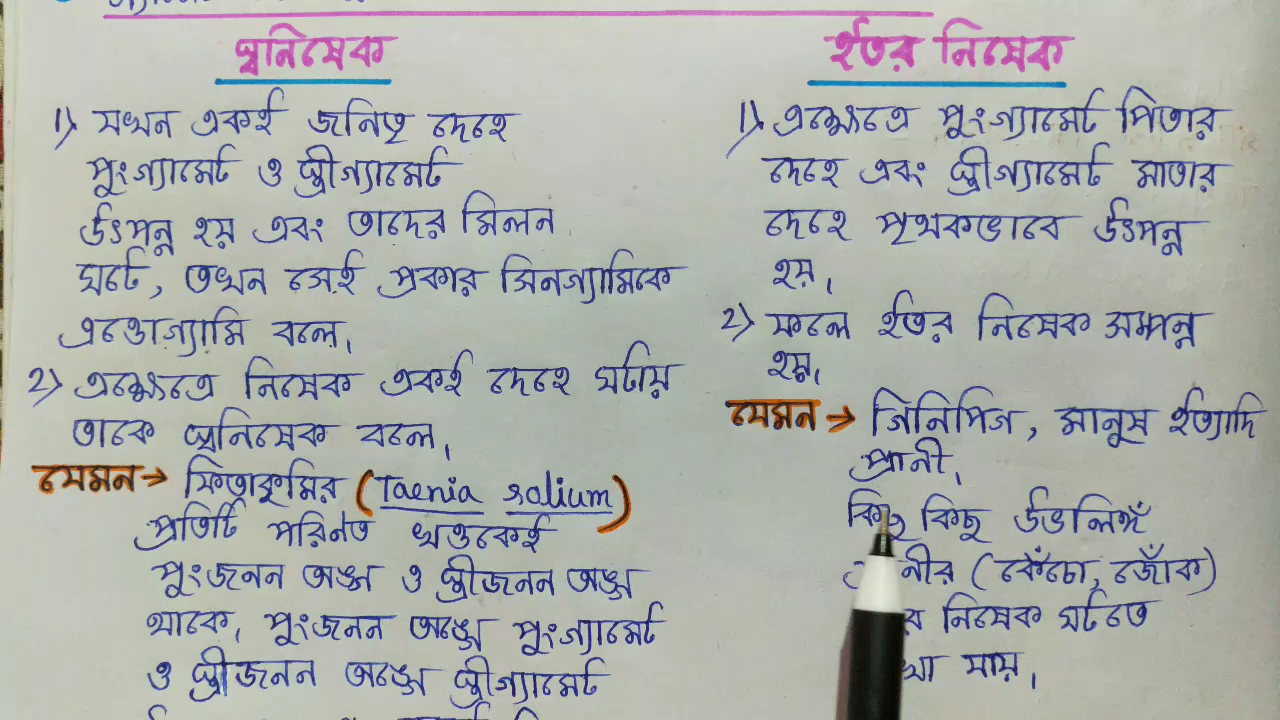 স্বনিষেক
1) যখন একই জনিতৃ দেহে
পুংগ্যামেট ও স্ত্রীগ্যামেট
উৎপন্ন হয় এবং তাদের মিলন
ঘটে, তখন সেই প্রকার সিনগ্যামিকে
এন্ডোগ্যামি বলে।
2) এক্ষেত্রে নিষেক একই দেহে ঘটায়
তাকে স্বনিষেক বলে।
যেমন→ ফিতাকৃমির (Taenia solium)
প্রতিটি পরিণত খণ্ডকেই
পুংজনন অঙ্গ ও স্ত্রীজনন অঙ্গ
থাকে। পুংজনন অঙ্গে পুংগ্যামেট
ও স্ত্রীজনন অঙ্গে স্ত্রীগ্যামেট
ইতর নিষেক
1) এক্ষেত্রে পুংগ্যামেট পিতার
দেহে এবং স্ত্রীগ্যামেট মাতার
দেহে পৃথকভাবে উৎপন্ন
হয়।
2) ফলে ইতর নিষেক সম্পন্ন
হয়।
যেমন→ গিনিপিগ, মানুষ ইত্যাদি
প্রানী।
কিছু কিছু উভলিঙ্গ
নীর (কেঁচো, জোঁক)
র নিষেক ঘটতে
খা যায়।